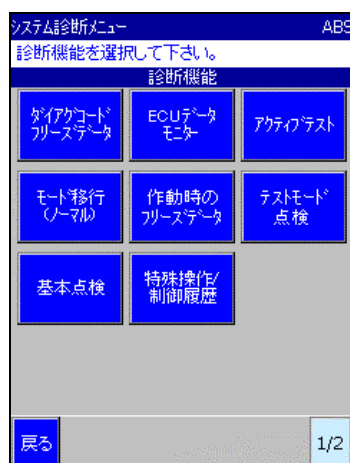 システム診断メニュー ABS
診断機能を選択して下さい。
診断機能
ダイアグコード
フリーズデータ
ECUデータ
モニター
アクティブテスト
モード移行
(ノーマル)
作動時の
フリーズデータ
テストモード
点検
基本点検
特殊操作/
制御履歴
戻る
1/2